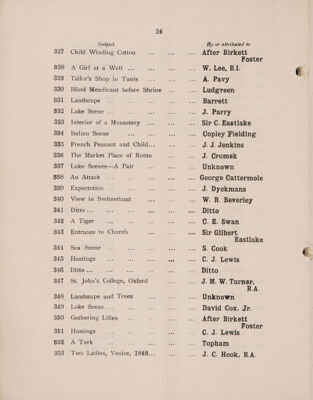 24
Subject By or attributed to
327 Child Winding Cotton ... ... ... After Birkett
Foster
328 A Girl at a Well ... ... ... ... W. Lee, R.I.
329 Tailor's Shop in Tunis ... ... ... A. Pavy
330 Blind Mendicant before Shrine ... ... Ludgreen
331 Landscape ... ... ... ... ... Barrett
332 Lake Scene ... ... ... ... ... J. Parry
333 Interior of a Monastery ... ... ... Sir C. Eastlake
334 Italian Scene ... ... ... ... Copley Fielding
335 French Peasant and Child... ... ... J. J. Jenkins
336 The Market Place of Rome ... ... J. Cromek
337 Lake Scenes—A Pair ... ... ... Unknown
338 An Attack ... ... ... ... ... George Cattermole
339 Expectation ... ... ... ... ... J. Dyckmans
340 View in Switzerland ... ... ... W. R. Beverley
341 Ditto ... ... ... ... ... ... Ditto
342 A Tiger ... ... ... ... ... C. E. Swan
343 Entrance to Church ... ... ... Sir Gilbert
Eastlake
344 Sea Scene ... ... ... ... ... S. Cook
345 Hastings ... ... ... ... ... C. J. Lewis
346 Ditto ... ... ... ... ... ... Ditto
347 St. John's College, Oxford ... ... J. M. W. Turner,
R.A.
348 Landscape and Trees ... ... ... Unknown
349 Lake Scene ... ... ... ... ... David Cox, Jr.
350 Gathering Lilies ... ... ... ... After Birkett
Foster
351 Hastings ... ... ... ... ... C. J. Lewis
352 A Turk ... ... ... ... ... Topham
353 Two Ladies, Venice, 1848... ... ... J. C. Hook, R.A.